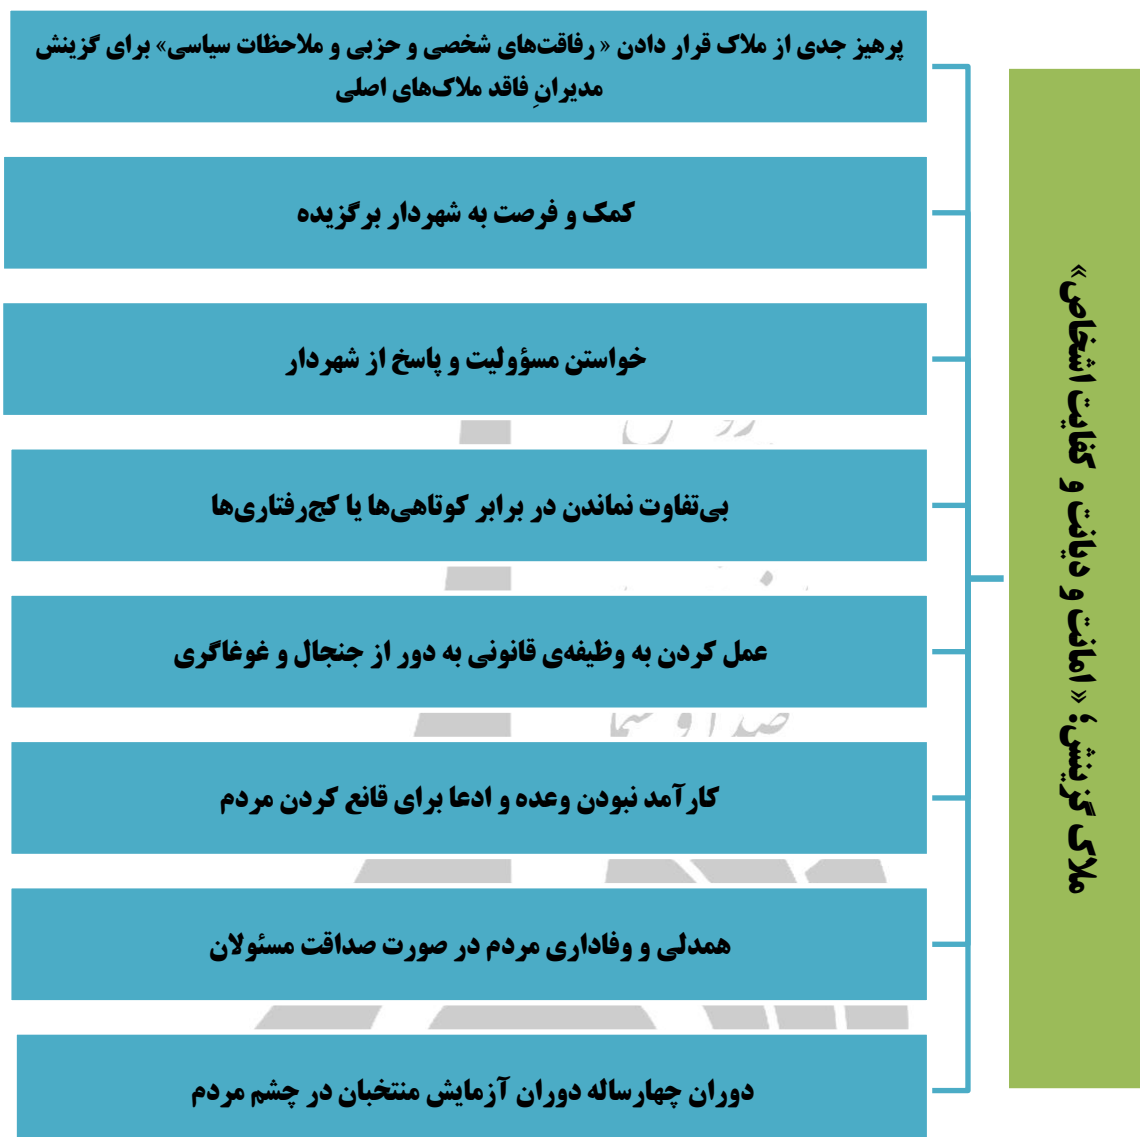 ملاک گزینش؛ « امانت و دیانت و کفایت اشخاص»
پرهیز جدی از ملاک قرار دادن « رفاقت‌های شخصی و حزبی و ملاحظات سیاسی» برای گزینش
مدیرانِ فاقد ملاک‌های اصلی
کمک و فرصت به شهردار برگزیده
خواستن مسؤولیت و پاسخ از شهردار
بی‌تفاوت نماندن در برابر کوتاهی‌ها یا کج‌رفتاری‌ها
عمل کردن به وظیفه‌ی قانونی به دور از جنجال و غوغاگری
صدا و سیما
کارآمد نبودن وعده و ادعا برای قانع کردن مردم
همدلی و وفاداری مردم در صورت صداقت مسئولان
دوران چهارساله دوران آزمایش منتخبان در چشم مردم